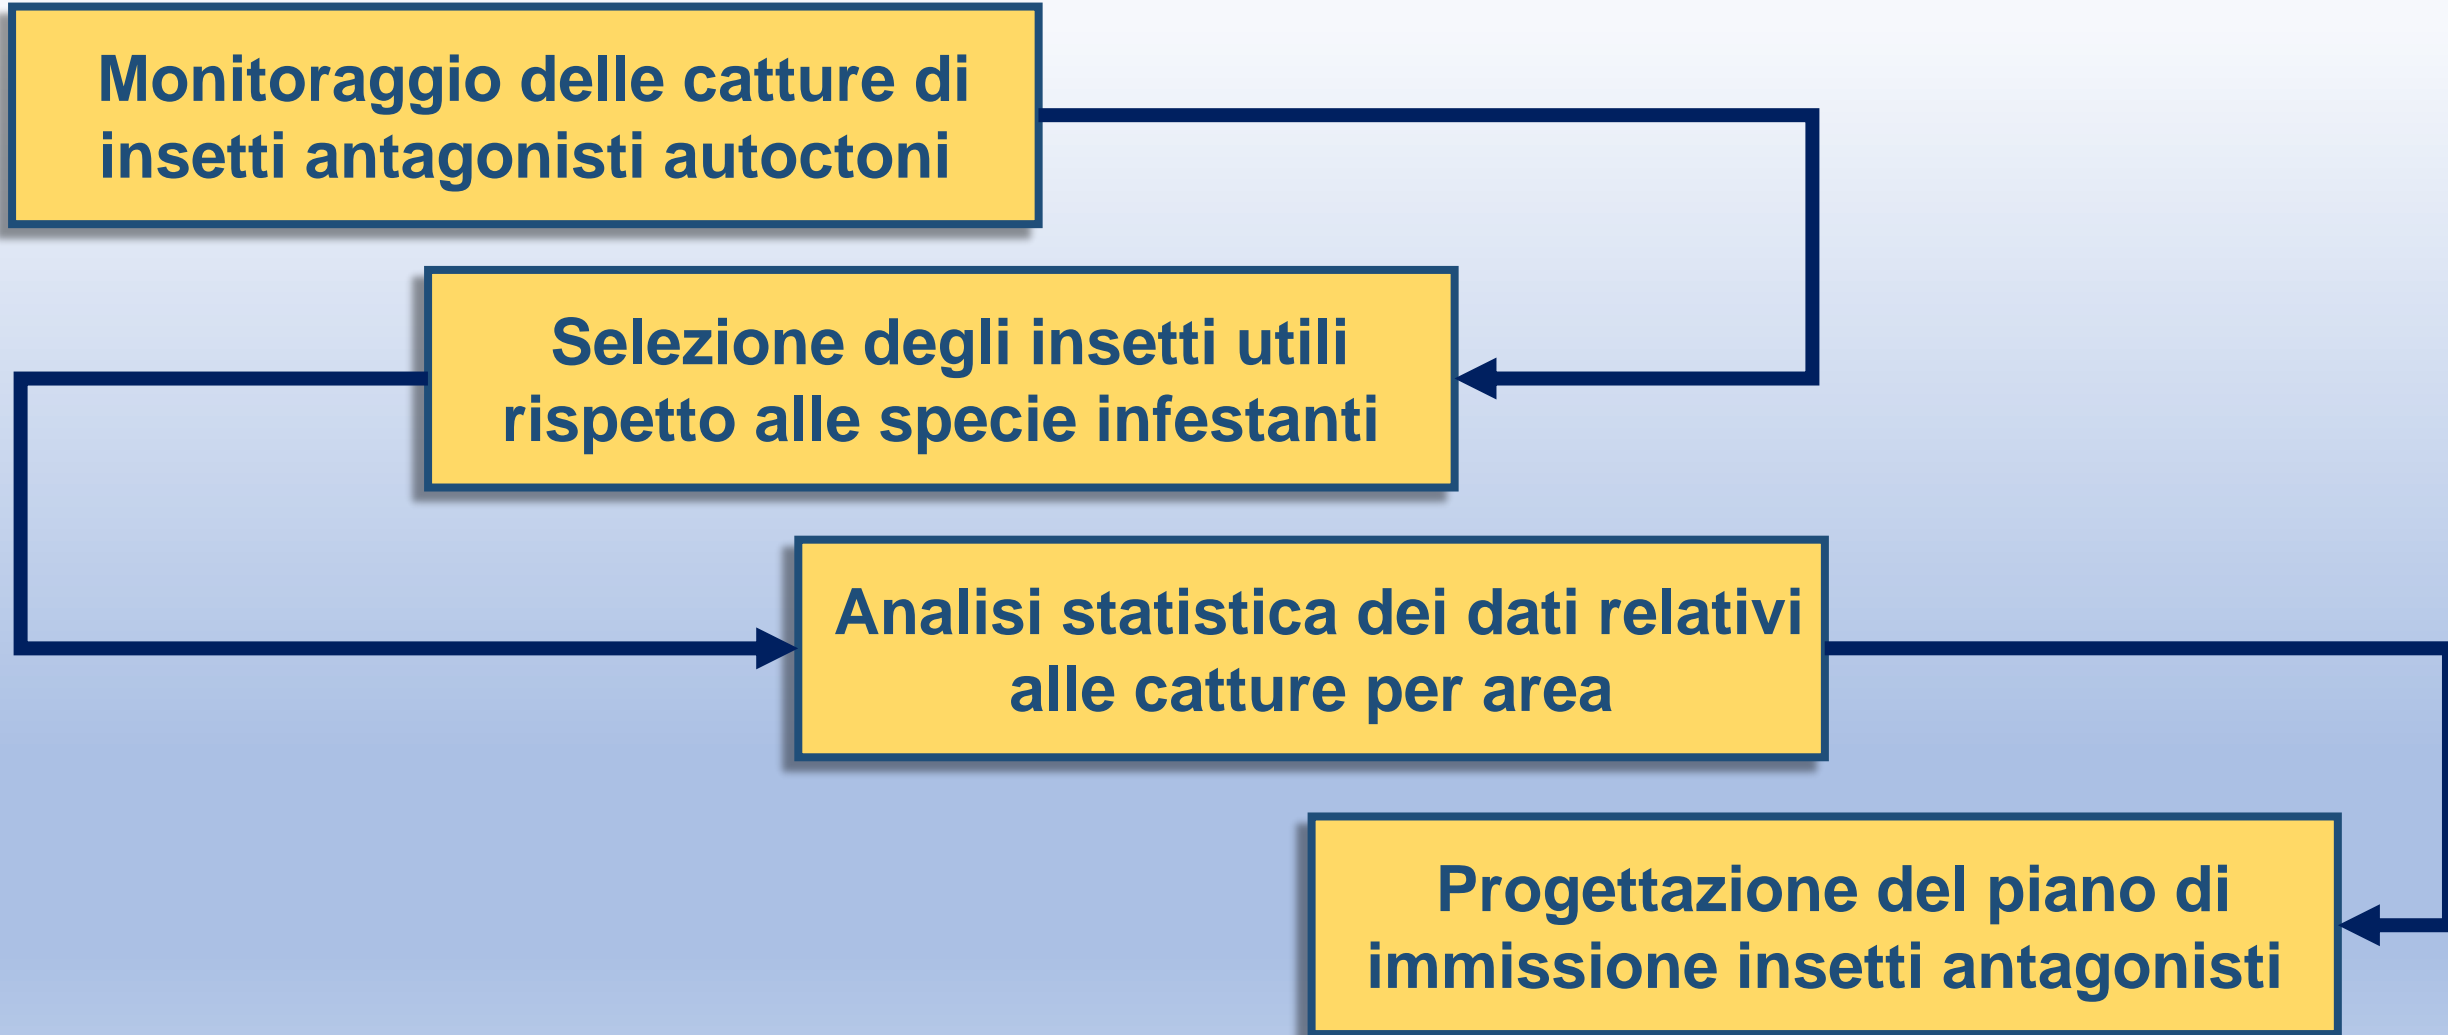 Monitoraggio delle catture di
insetti antagonisti autoctoni
Selezione degli insetti utili
rispetto alle specie infestanti
Analisi statistica dei dati relativi
alle catture per area
Progettazione del piano di
immissione insetti antagonisti